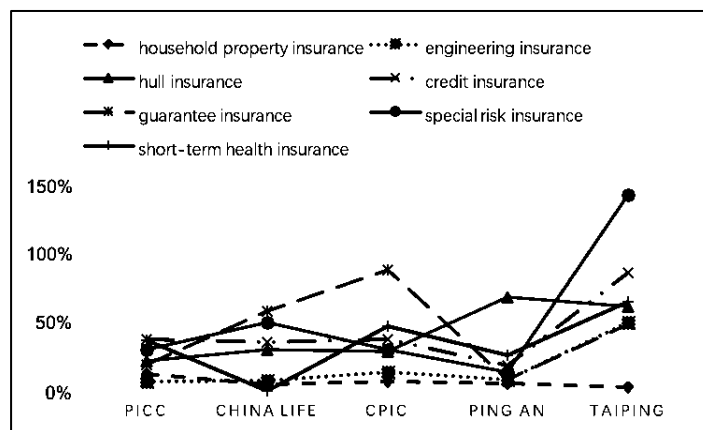 household property insurance engineering insurance
hull insurance credit insurance
guarantee insurance special risk insurance
short-term health insurance
150%
100%
50%
0%
PICC CHINA LIFE CPIC PING AN TAIPING